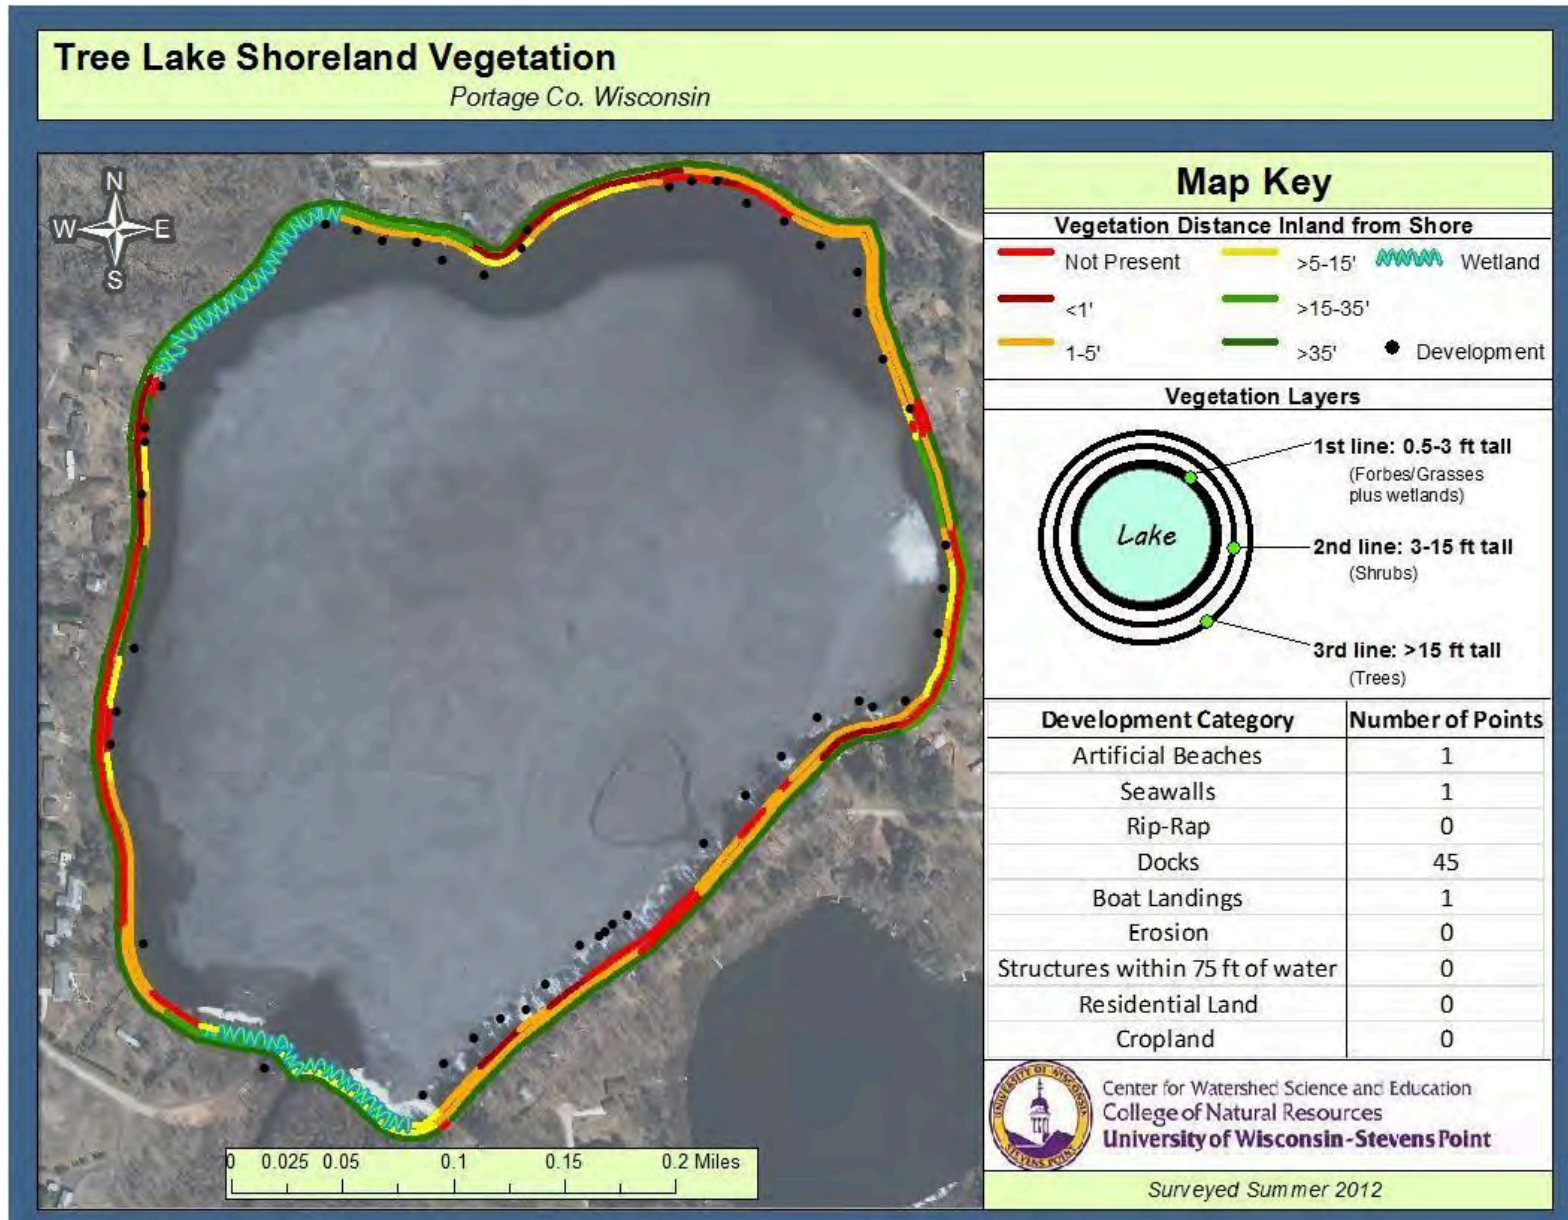 Tree Lake Shoreland Vegetation
Portage Co. Wisconsin
N
W E
S
Map Key
Vegetation Distance Inland from Shore
Not Present >5-15' Wetland
<1' >15-35'
1-5' >35' Development
Vegetation Layers
1st line: 0.5-3 ft tall
(Forbes/Grasses
plus wetlands)
Lake
2nd line: 3-15 ft tall
(Shrubs)
3rd line: >15 ft tall
(Trees)
Development Category Number of Points
Artificial Beaches 1
Seawalls 1
Rip-Rap 0
Docks 45
Boat Landings 1
Erosion 0
Structures within 75 ft of water 0
Residential Land 0
Cropland 0
UNIVERSITY OF WISCONSIN
STEVENS POINT
Center for Watershed Science and Education
College of Natural Resources
University of Wisconsin-Stevens Point
0 0.025 0.05 0.1 0.15 0.2 Miles
Surveyed Summer 2012